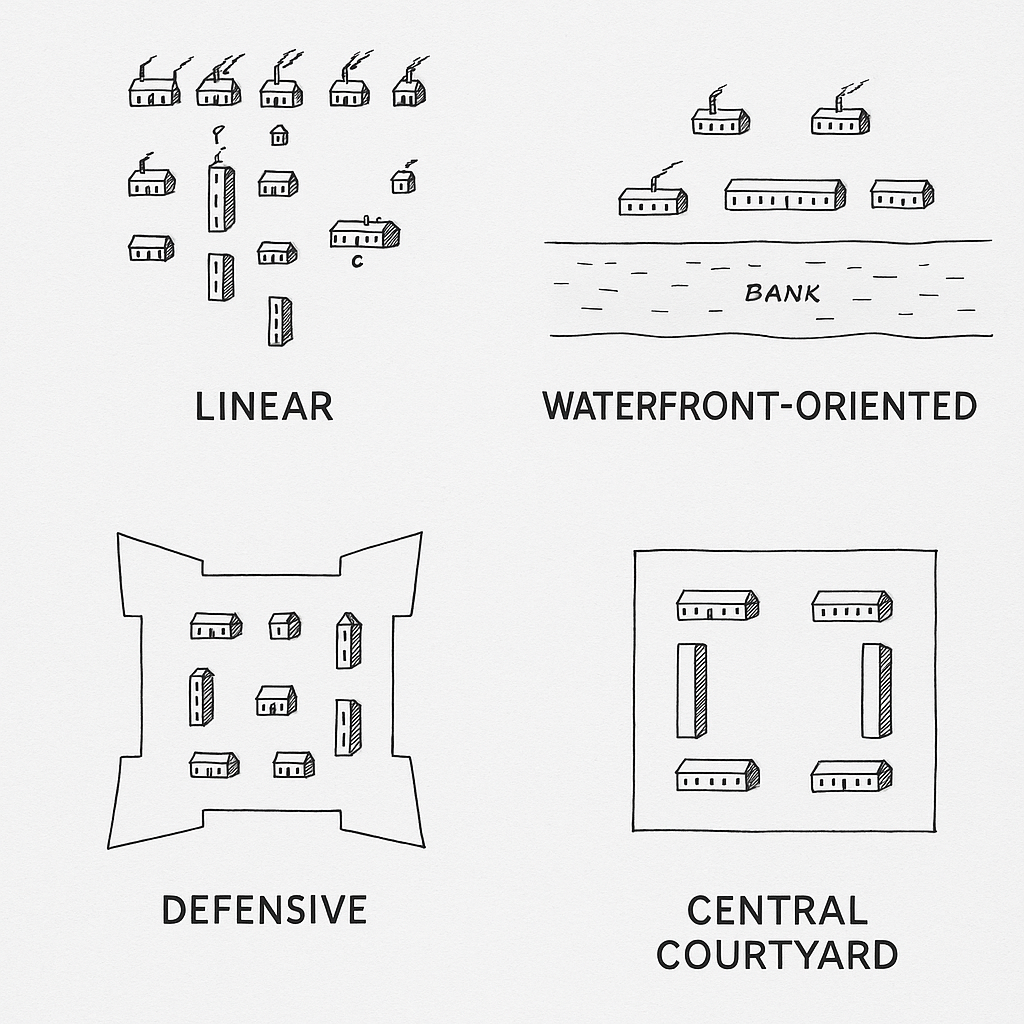 C
LINEAR
BANK
WATERFRONT-ORIENTED
DEFENSIVE
CENTRAL
COURTYARD